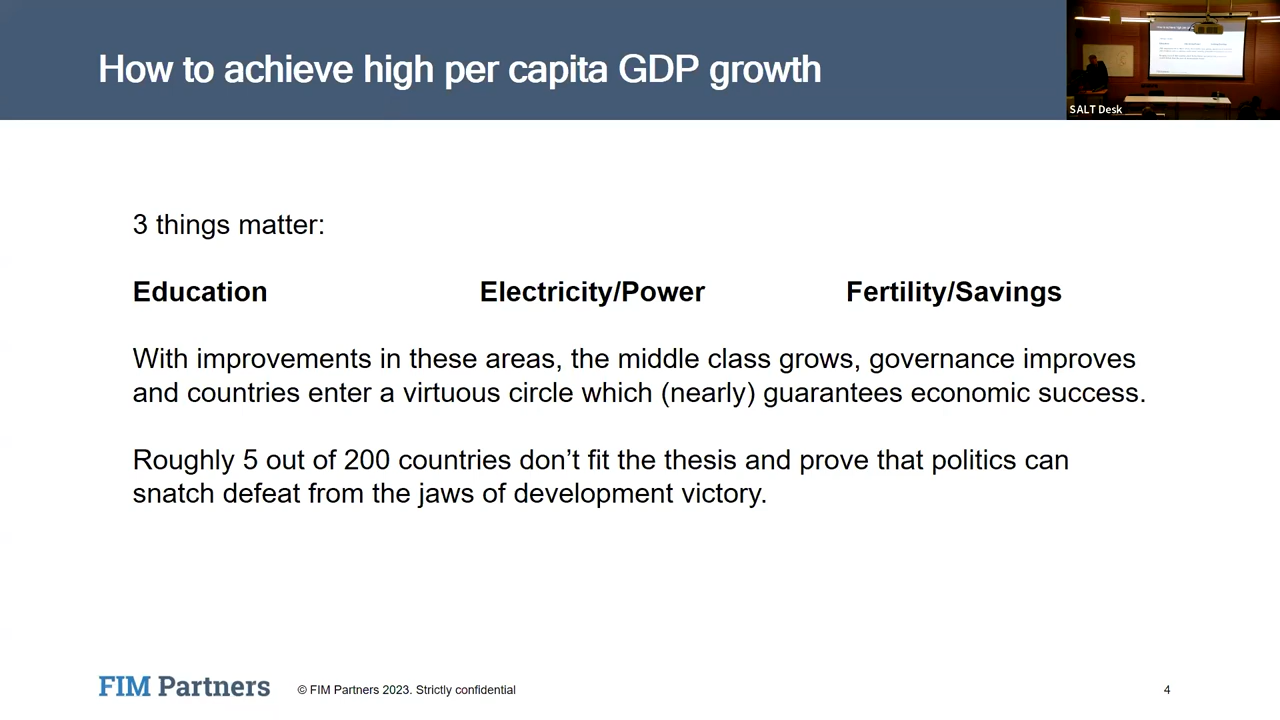 How to achieve high per capita GDP growth
SALT Desk
3 things matter:
Education Electricity/Power Fertility/Savings
With improvements in these areas, the middle class grows, governance improves
and countries enter a virtuous circle which (nearly) guarantees economic success.
Roughly 5 out of 200 countries don’t fit the thesis and prove that politics can
snatch defeat from the jaws of development victory.
FIM Partners © FIM Partners 2023. Strictly confidential 4